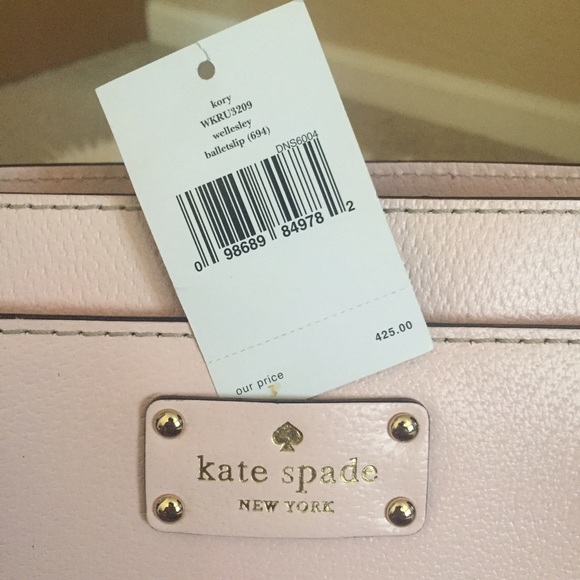 kory
WKRU3209
wellesley
balletslip (694)
DNS6004
0 98689 84978 2
425.00
our price
kate spade
NEW YORK